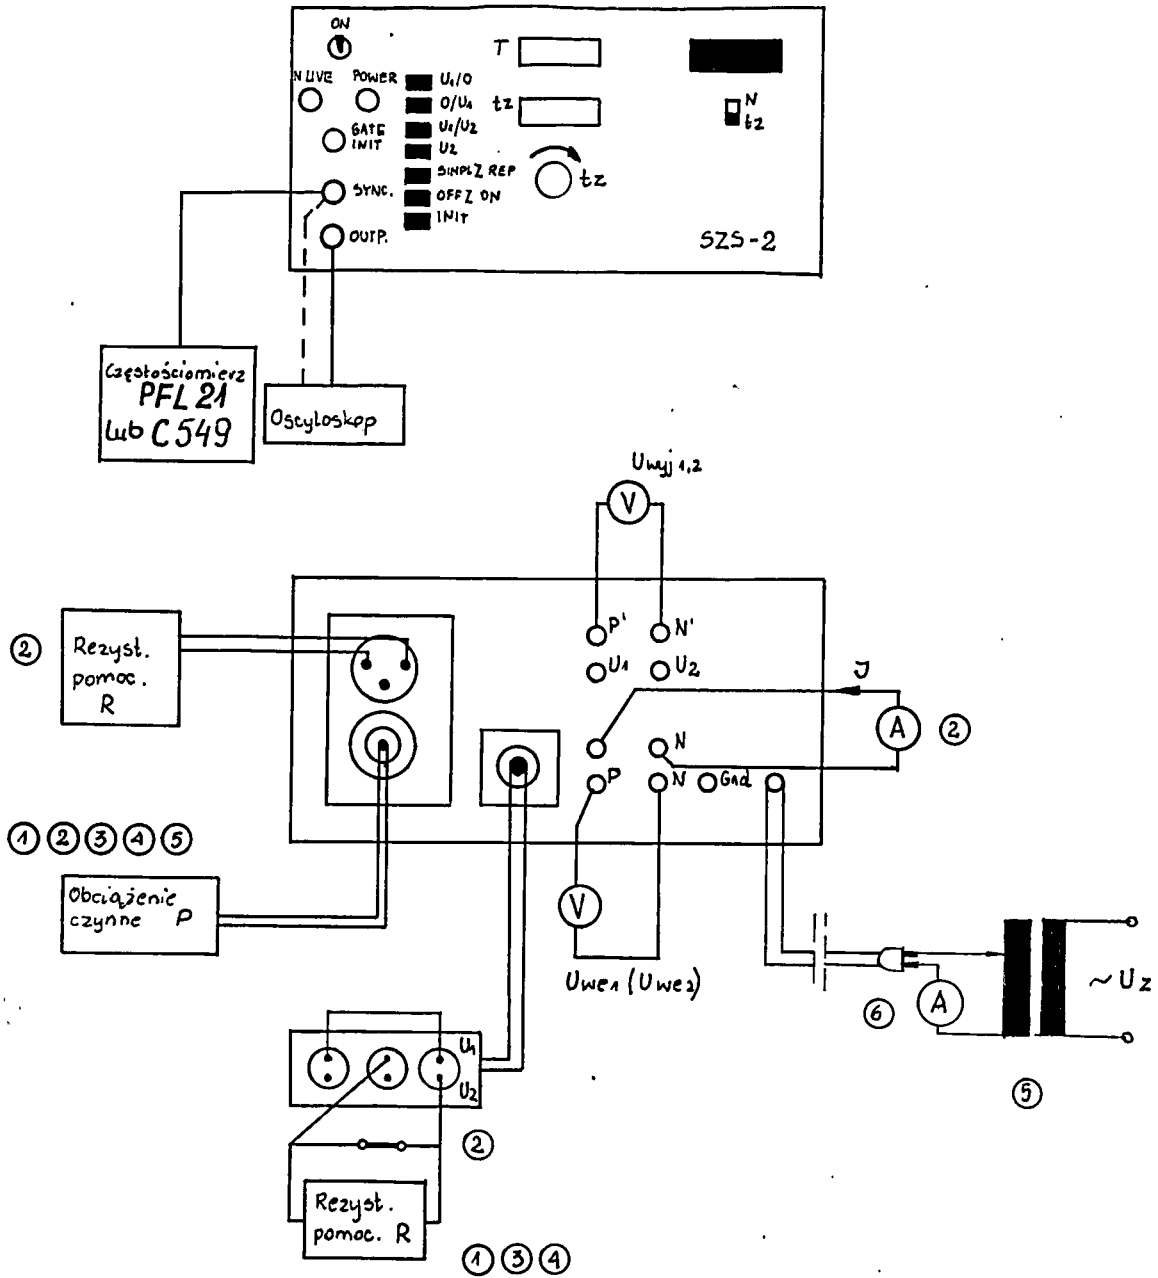 ON
N LIVE
POWER
GATE
INIT
SYNC.
OUTP.
U₁/0
0/U₁
U₁/U₂
U₂
SIMPL Z REP
OFF Z ON
INIT
T
tz
tz
N
tz
SZS-2
Częstościomierz
PFL 21
lub C549
Oscyloskop
Uwyj 1,2
V
P'
N'
U1
U2
J
A
②
②
Rezyst.
pomoc.
R
N
P
N
Gnd
① ② ③ ④ ⑤
Obciążenie
czynne P
V
Uwe1 (Uwe2)
⑥
A
~ Uz
⑤
U₁
U₂
②
Rezyst.
pomoc. R
① ③ ④